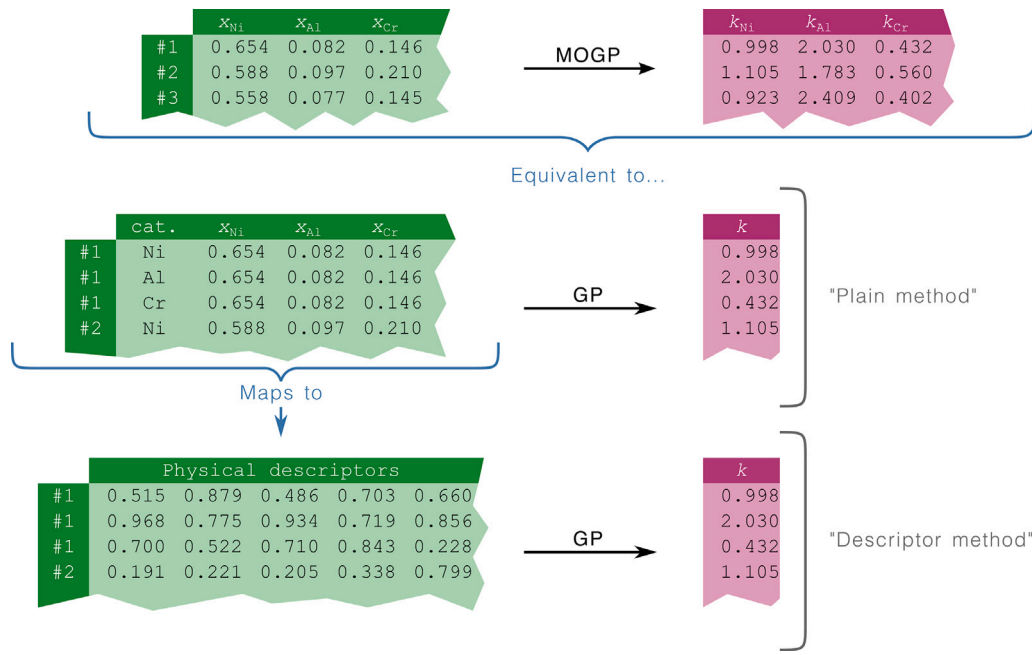 x_Ni x_Al x_Cr k_Ni k_Al k_Cr
#1 0.654 0.082 0.146 MOGP 0.998 2.030 0.432
#2 0.588 0.097 0.210 1.105 1.783 0.560
#3 0.558 0.077 0.145 0.923 2.409 0.402
Equivalent to...
cat. x_Ni x_Al x_Cr k
#1 Ni 0.654 0.082 0.146 0.998
#1 Al 0.654 0.082 0.146 2.030
#1 Cr 0.654 0.082 0.146 GP 0.432 "Plain method"
#2 Ni 0.588 0.097 0.210 1.105
Maps to
Physical descriptors k
#1 0.515 0.879 0.486 0.703 0.660 0.998
#1 0.968 0.775 0.934 0.719 0.856 2.030
#1 0.700 0.522 0.710 0.843 0.228 GP 0.432 "Descriptor method"
#2 0.191 0.221 0.205 0.338 0.799 1.105